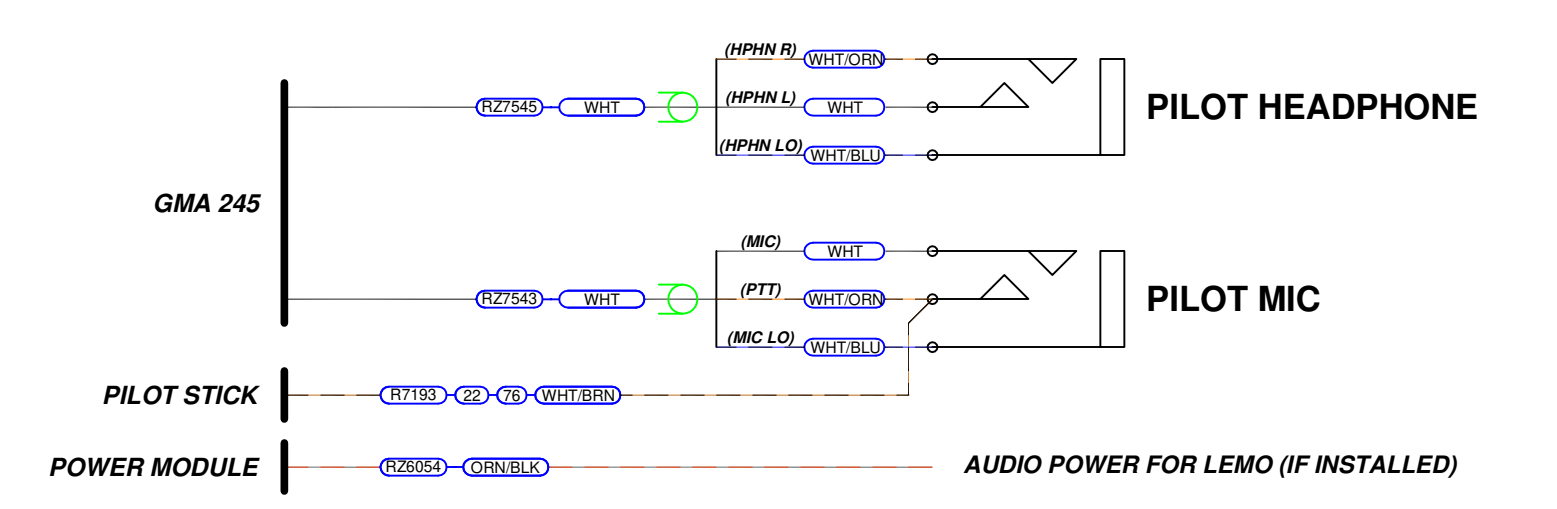 (HPHN R) WHT/ORN
RZ7545 WHT (HPHN L) WHT PILOT HEADPHONE
(HPHN LO) WHT/BLU
GMA 245
(MIC) WHT
RZ7543 WHT (PTT) WHT/ORN PILOT MIC
(MIC LO) WHT/BLU
PILOT STICK R7193 22 76 WHT/BRN
POWER MODULE RZ6054 ORN/BLK AUDIO POWER FOR LEMO (IF INSTALLED)